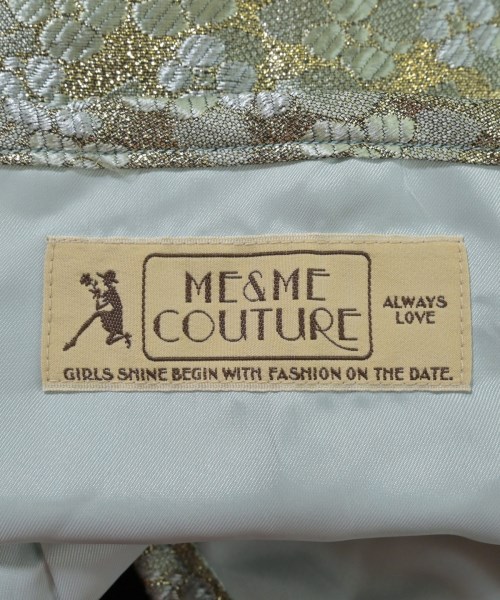 ME&ME
COUTURE
ALWAYS
LOVE
GIRLS SHINE BEGIN WITH FASHION ON THE DATE.